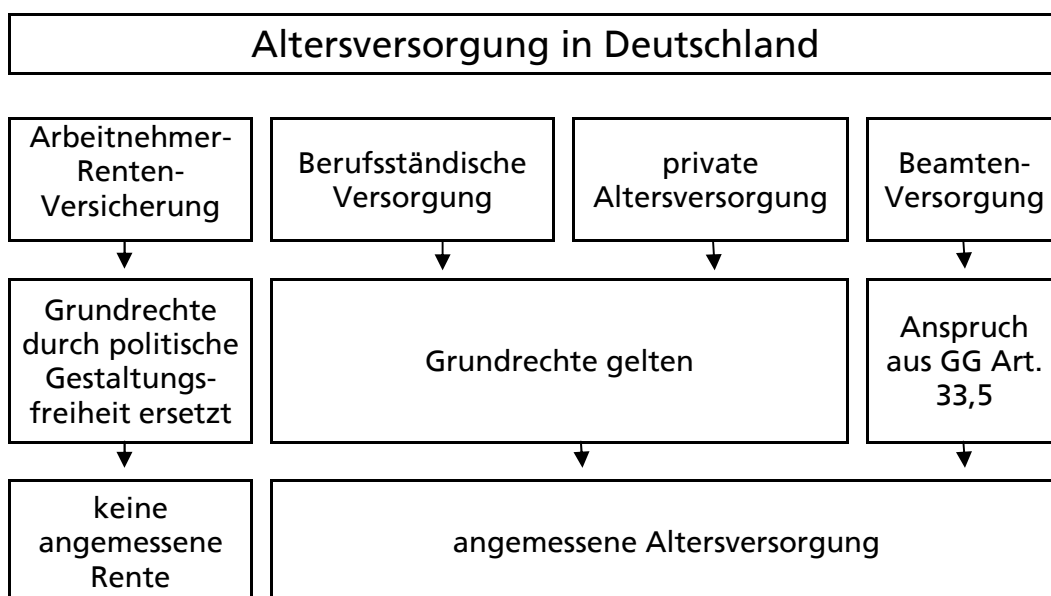 Altersversorgung in Deutschland
Arbeitnehmer-
Renten-
Versicherung
Berufsständische
Versorgung
private
Altersversorgung
Beamten-
Versorgung
Grundrechte
durch politische
Gestaltungs-
freiheit ersetzt
Grundrechte gelten
Anspruch
aus GG Art.
33,5
keine
angemessene
Rente
angemessene Altersversorgung